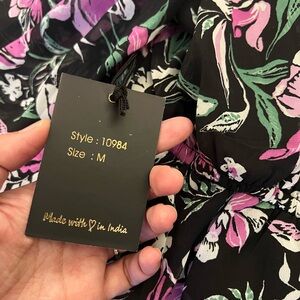 Style : 10984
Size : M
Made with ♡ in India